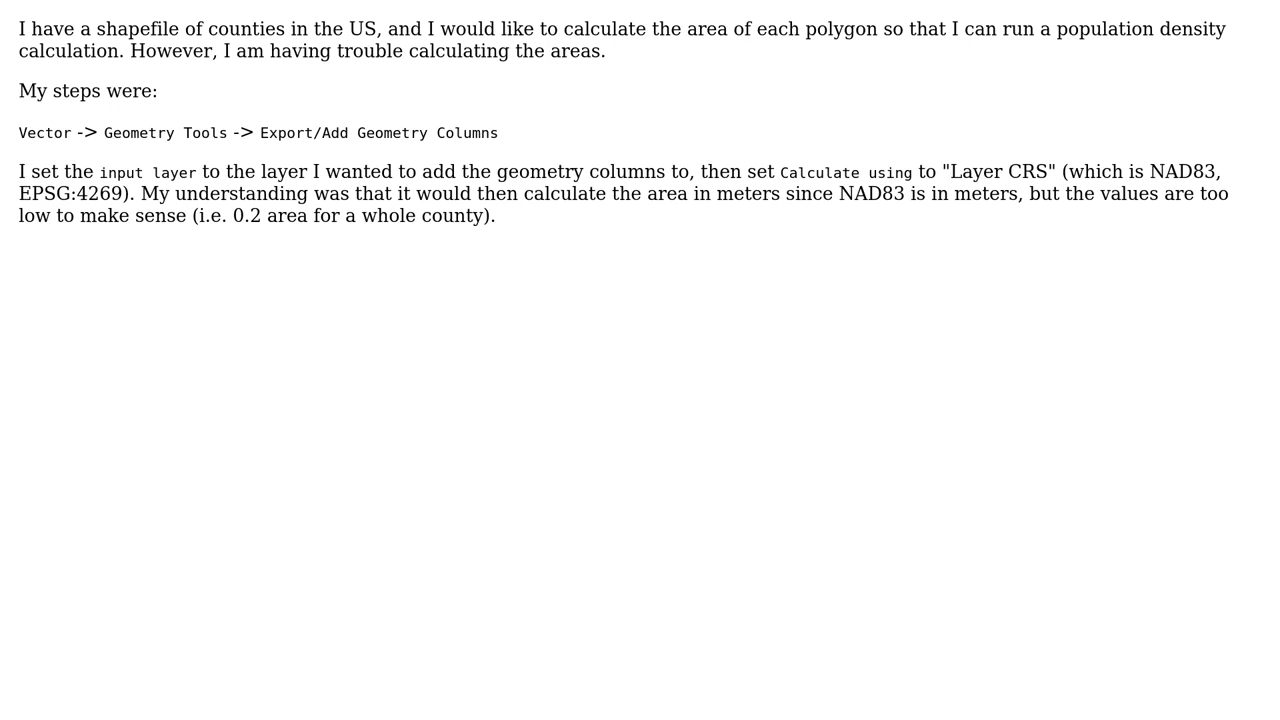 I have a shapefile of counties in the US, and I would like to calculate the area of each polygon so that I can run a population density
calculation. However, I am having trouble calculating the areas.
My steps were:
Vector -> Geometry Tools -> Export/Add Geometry Columns
I set the input layer to the layer I wanted to add the geometry columns to, then set Calculate using to "Layer CRS" (which is NAD83,
EPSG:4269). My understanding was that it would then calculate the area in meters since NAD83 is in meters, but the values are too
low to make sense (i.e. 0.2 area for a whole county).